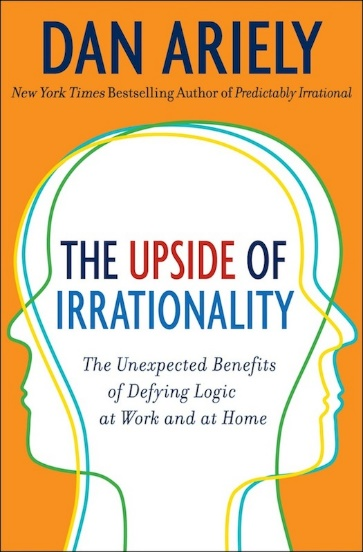 DAN ARIELY
New York Times Bestselling Author of Predictably Irrational
THE UPSIDE OF
IRRATIONALITY
The Unexpected Benefits
of Defying Logic
at Work and at Home